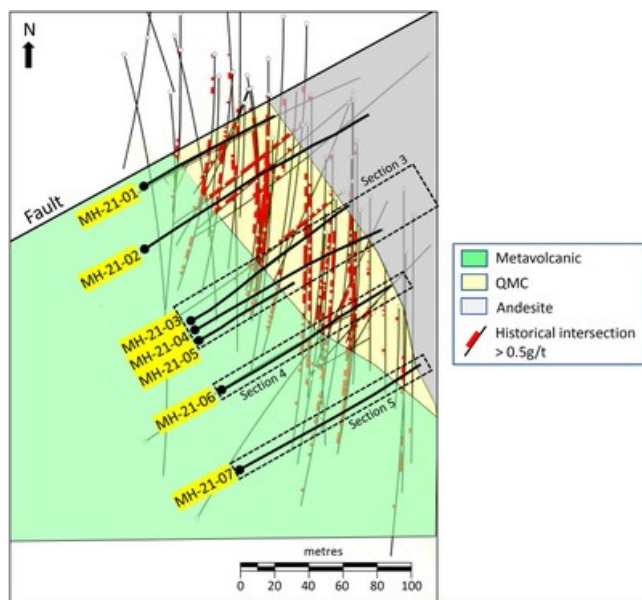 N
Fault
MH-21-01
MH-21-02
Section 3
MH-21-03
MH-21-04
MH-21-05
Section 4
MH-21-06
Section 5
MH-21-07
metres
0 20 40 60 80 100
Metavolcanic
QMC
Andesite
Historical intersection
> 0.5g/t